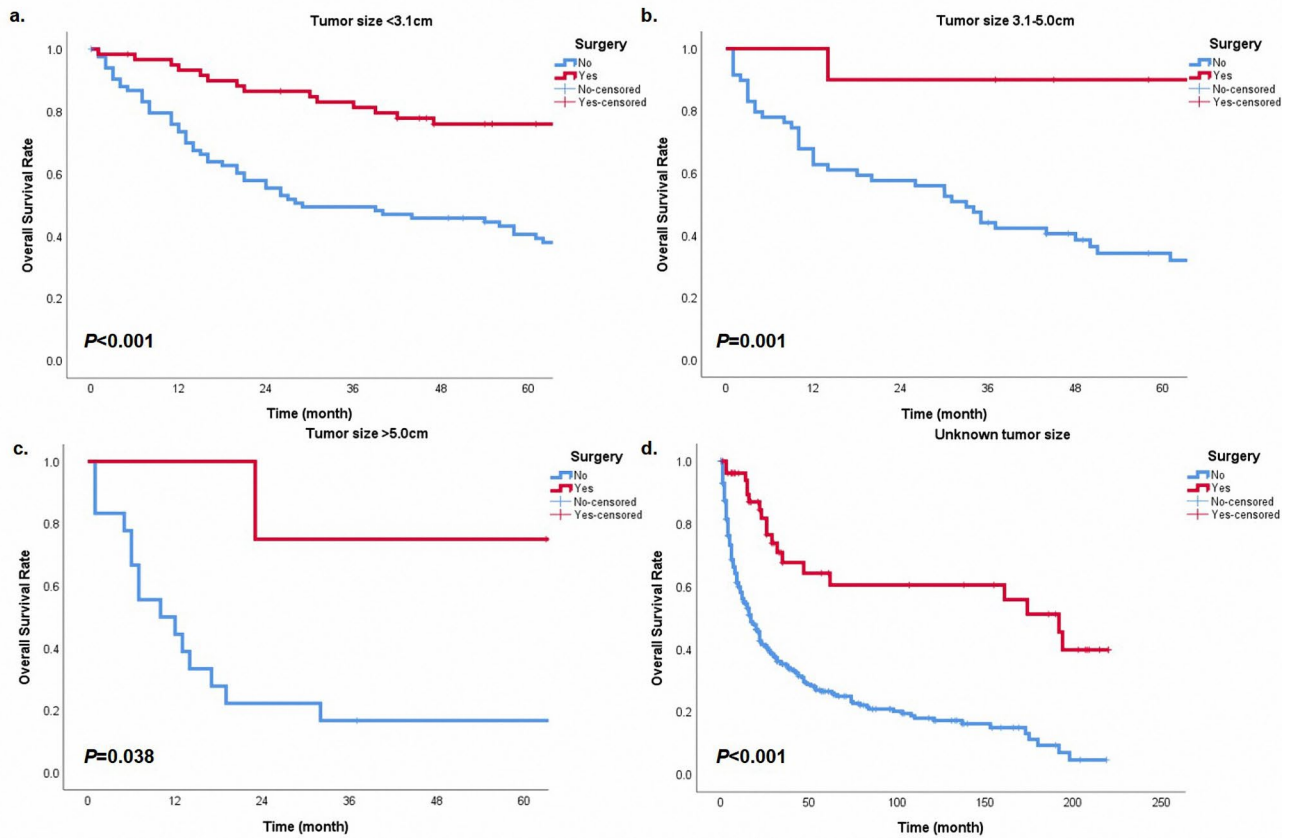 a.
Tumor size <3.1cm
Surgery
No
Yes
No-censored
Yes-censored
Overall Survival Rate
1.0
0.8
0.6
0.4
0.2
0.0
P<0.001
0 12 24 36 48 60
Time (month)
b.
Tumor size 3.1-5.0cm
Surgery
No
Yes
No-censored
Yes-censored
Overall Survival Rate
1.0
0.8
0.6
0.4
0.2
0.0
P=0.001
0 12 24 36 48 60
Time (month)
c.
Tumor size >5.0cm
Surgery
No
Yes
No-censored
Yes-censored
Overall Survival Rate
1.0
0.8
0.6
0.4
0.2
0.0
P=0.038
0 12 24 36 48 60
Time (month)
d.
Unknown tumor size
Surgery
No
Yes
No-censored
Yes-censored
Overall Survival Rate
1.0
0.8
0.6
0.4
0.2
0.0
P<0.001
0 50 100 150 200 250
Time (month)